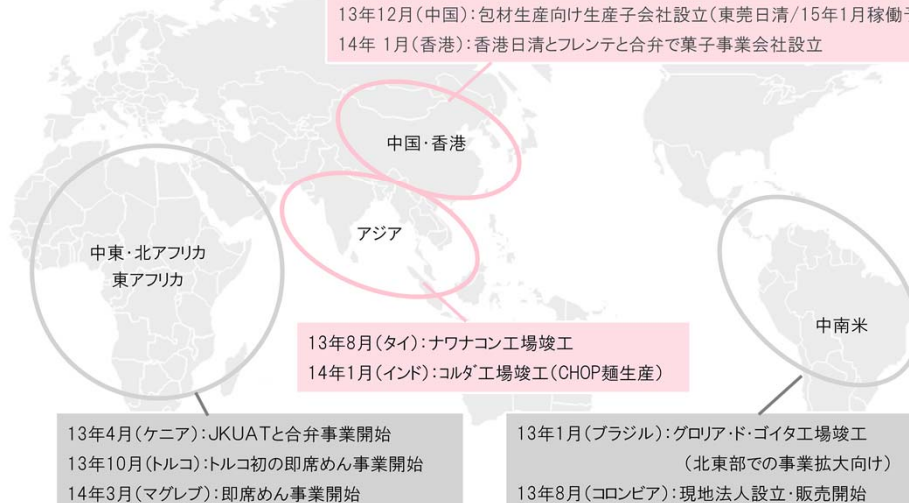 13年12月(中国):包材生産向け生産子会社設立(東莞日清/15年1月稼働
14年 1月(香港):香港日清とフレンテと合弁で菓子事業会社設立
中国・香港
アジア
中東・北アフリカ
東アフリカ
中南米
13年8月(タイ):ナワナコン工場竣工
14年1月(インド):コルダ工場竣工(CHOP麺生産)
13年4月(ケニア):JKUATと合弁事業開始
13年10月(トルコ):トルコ初の即席めん事業開始
14年3月(マグレブ):即席めん事業開始
13年1月(ブラジル):グロリア・ド・ゴイタ工場竣工
(北東部での事業拡大向け)
13年8月(コロンビア):現地法人設立・販売開始